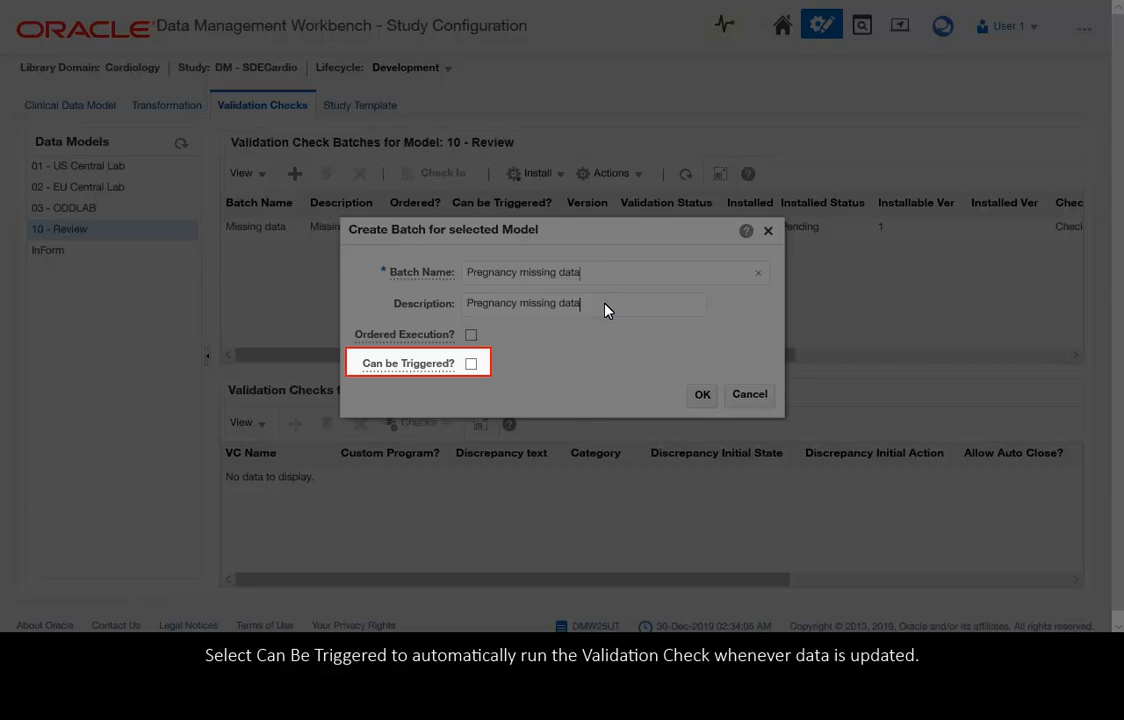 ORACLE® Data Management Workbench - Study Configuration
User 1
Library Domain: Cardiology | Study: DM - SDECardio | Lifecycle: Development
Clinical Data Model Transformation Validation Checks Study Template
Data Models
01 - US Central Lab
02 - EU Central Lab
03 - ODDLAB
10 - Review
InForm
Validation Check Batches for Model: 10 - Review
View Check In Install Actions
Batch Name Description Ordered? Can be Triggered? Version Validation Status Installed Installed Status Installable Ver Installed Ver Chec
Missing data Missin Pending 1 Check
Create Batch for selected Model
* Batch Name: Pregnancy missing data
Description: Pregnancy missing data
Ordered Execution?
Can be Triggered?
OK Cancel
Validation Checks f
View Checks
VC Name Custom Program? Discrepancy text Category Discrepancy Initial State Discrepancy Initial Action Allow Auto Close?
No data to display.
About Oracle Contact Us Legal Notices Terms of Use Your Privacy Rights DMW25UT 30-Dec-2019 02:34:05 AM Copyright © 2013, 2019, Oracle and/or its affiliates. All rights reserved.
Select Can Be Triggered to automatically run the Validation Check whenever data is updated.